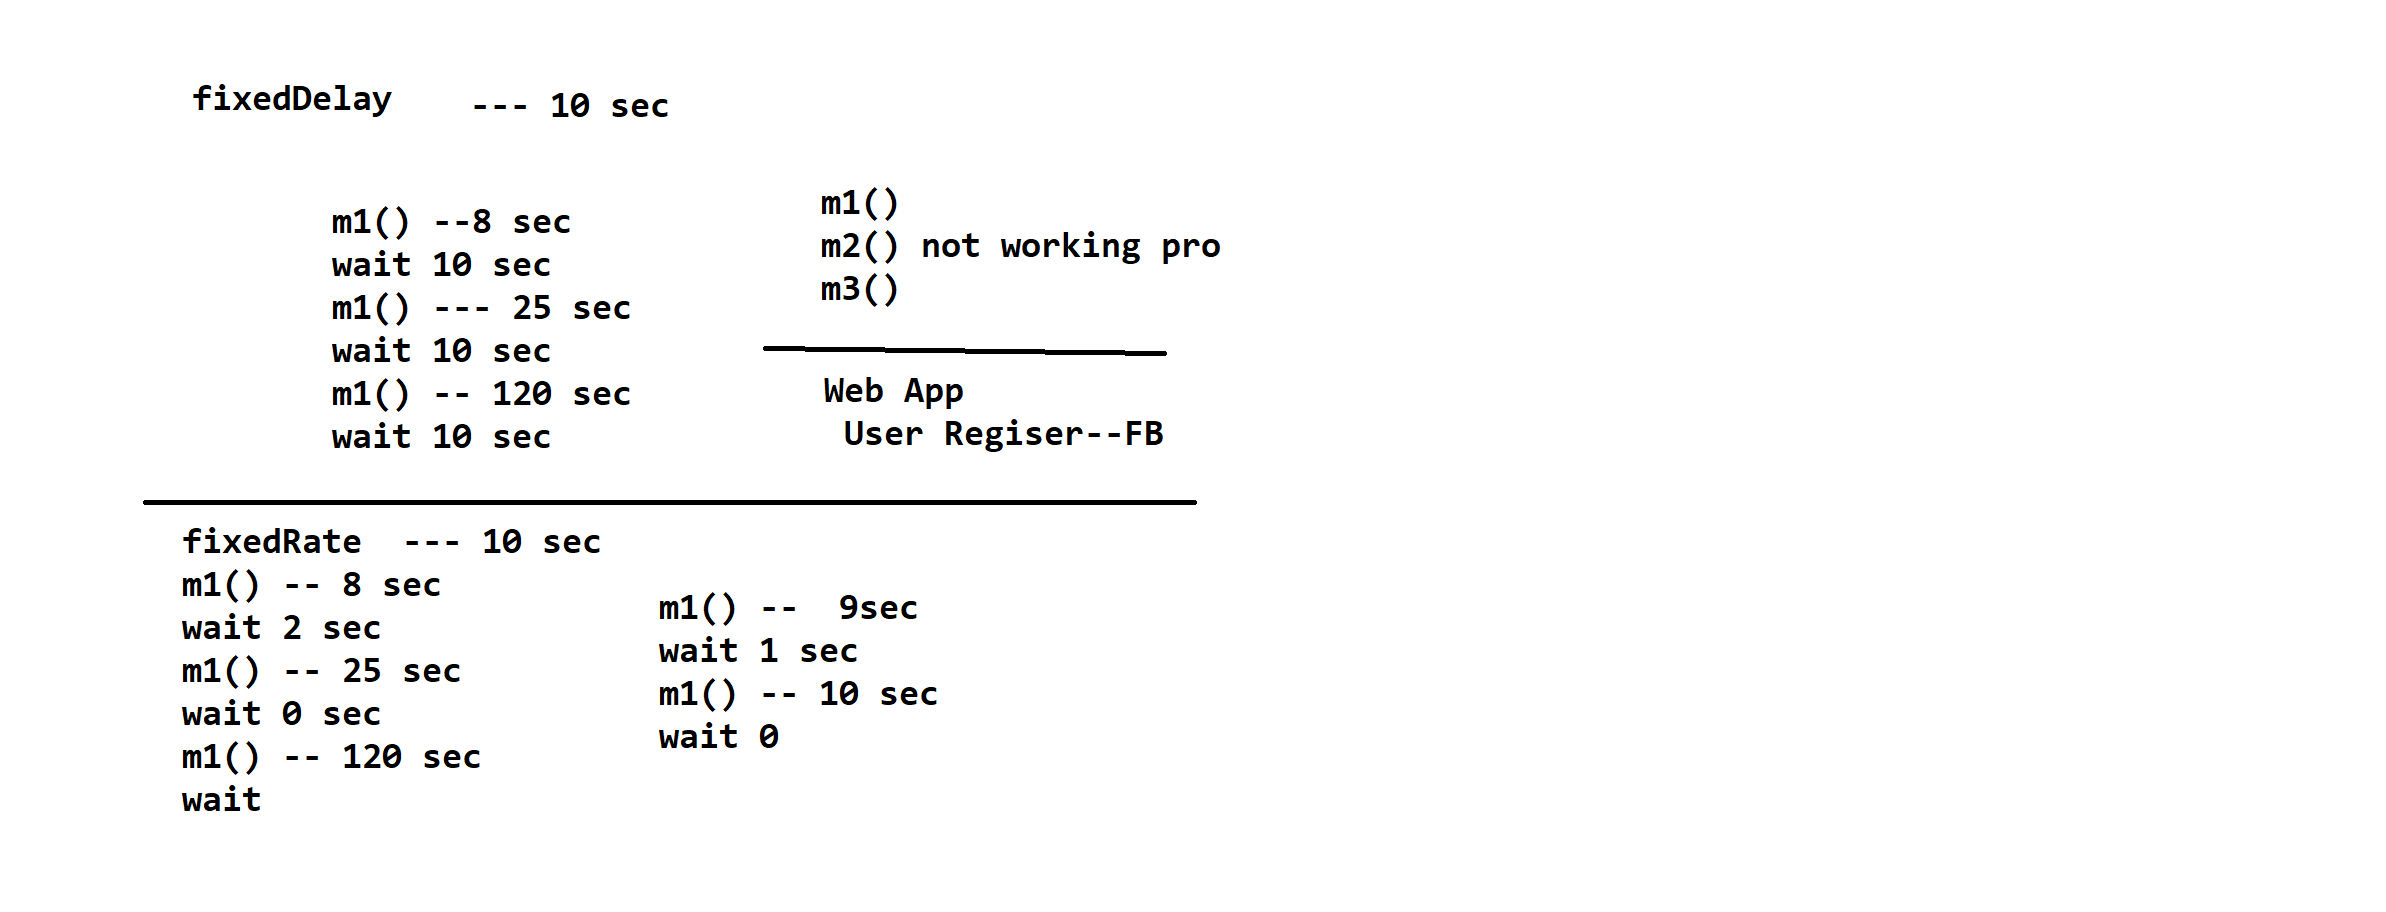 fixedDelay --- 10 sec
m1() --8 sec
wait 10 sec
m1() --- 25 sec
wait 10 sec
m1() -- 120 sec
wait 10 sec
m1()
m2() not working pro
m3()
Web App
User Regiser--FB
fixedRate --- 10 sec
m1() -- 8 sec
wait 2 sec
m1() -- 25 sec
wait 0 sec
m1() -- 120 sec
wait
m1() -- 9sec
wait 1 sec
m1() -- 10 sec
wait 0